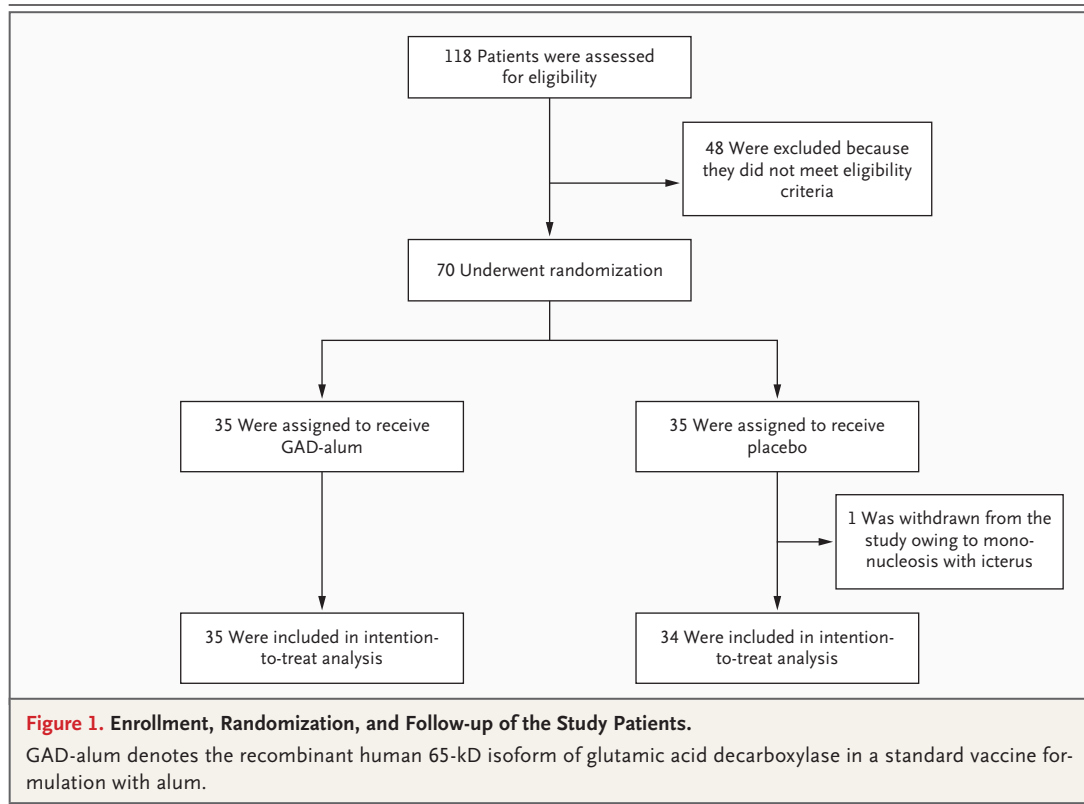 118 Patients were assessed
for eligibility
48 Were excluded because
they did not meet eligibility
criteria
70 Underwent randomization
35 Were assigned to receive
GAD-alum
35 Were assigned to receive
placebo
1 Was withdrawn from the
study owing to mono-
nucleosis with icterus
35 Were included in intention-
to-treat analysis
34 Were included in intention-
to-treat analysis
Figure 1. Enrollment, Randomization, and Follow-up of the Study Patients.
GAD-alum denotes the recombinant human 65-kD isoform of glutamic acid decarboxylase in a standard vaccine for-
mulation with alum.